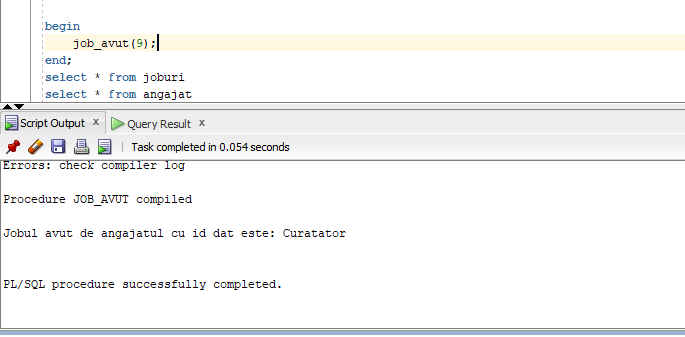 begin
job_avut(9);
end;
select * from joburi
select * from angajat
Script Output x Query Result x
Task completed in 0.054 seconds
Errors: check compiler log
Procedure JOB_AVUT compiled
Jobul avut de angajatul cu id dat este: Curatator
PL/SQL procedure successfully completed.